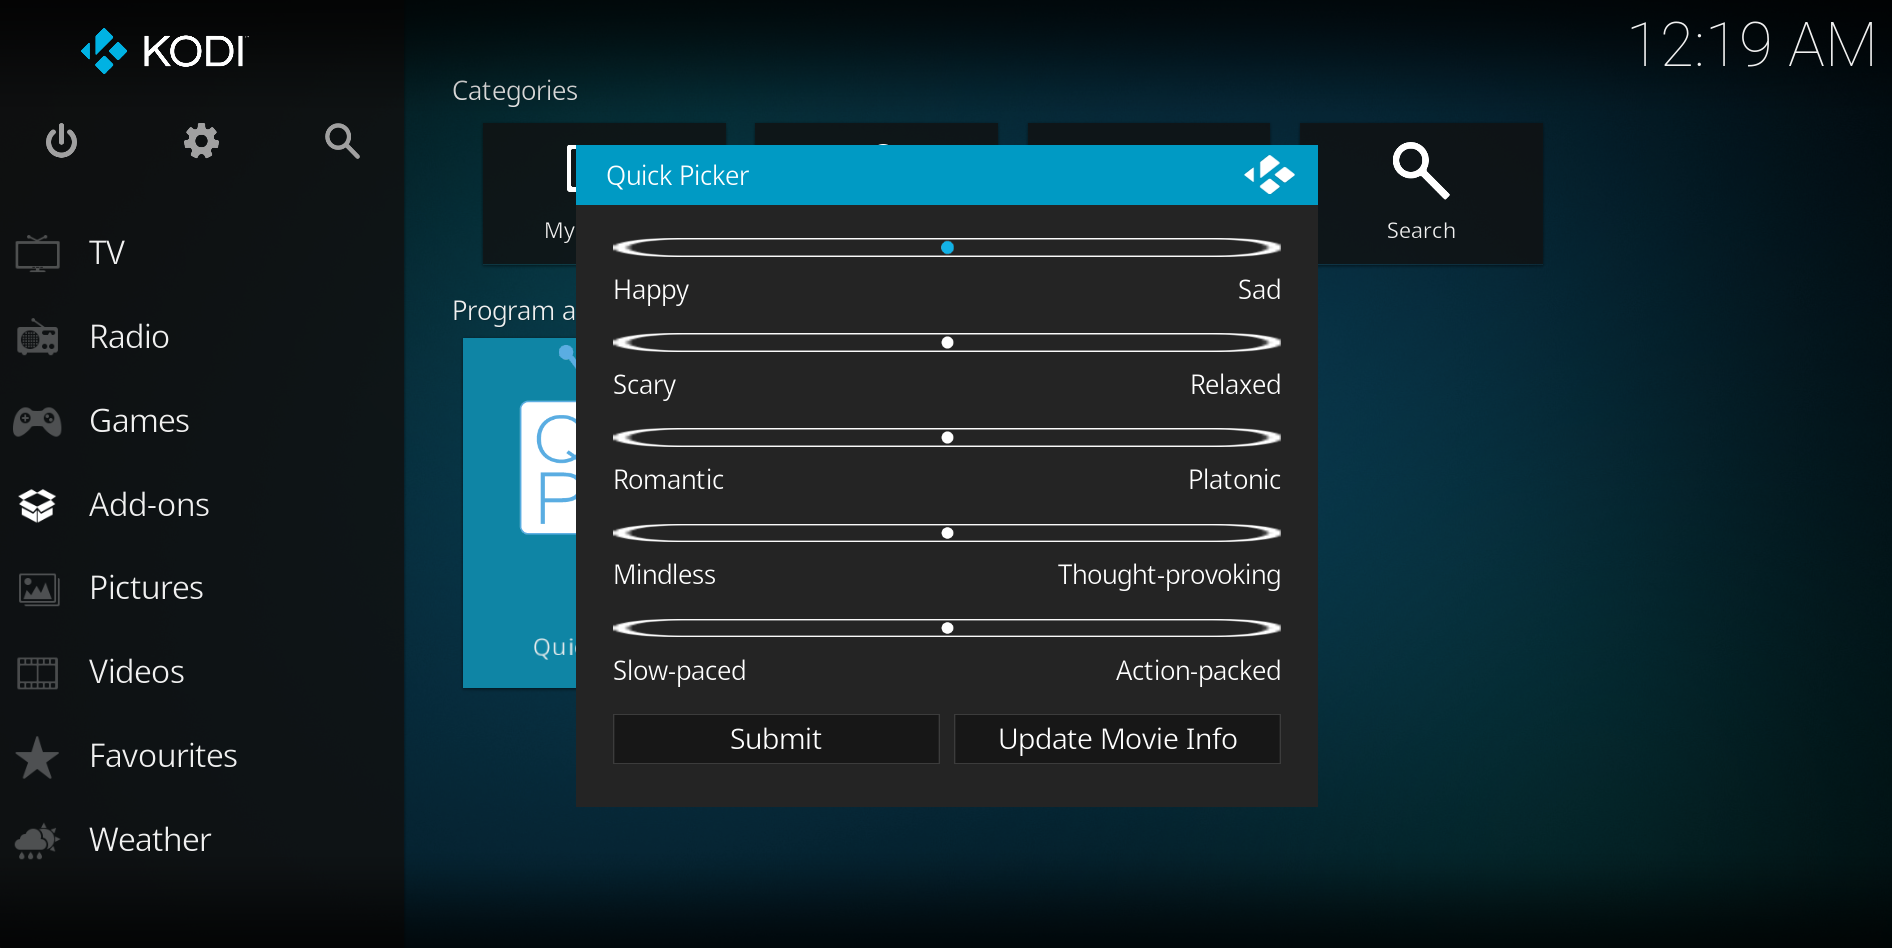 KODI
12:19 AM
TV
Radio
Games
Add-ons
Pictures
Videos
Favourites
Weather
Categories
My
Search
Program a
Q
P
Qui
Quick Picker
Happy Sad
Scary Relaxed
Romantic Platonic
Mindless Thought-provoking
Slow-paced Action-packed
Submit Update Movie Info